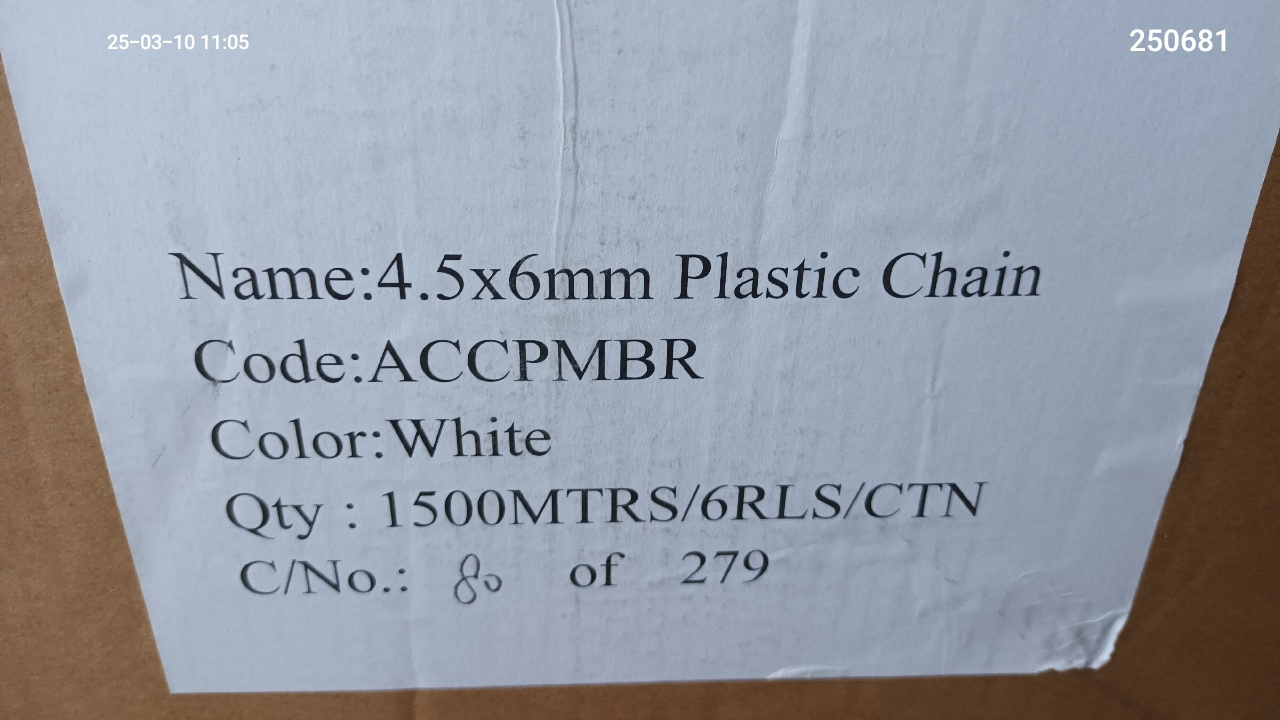 25-03-10 11:05
250681
Name:4.5x6mm Plastic Chain
Code:ACCPMBR
Color:White
Qty : 1500MTRS/6RLS/CTN
C/No.: 80 of 279